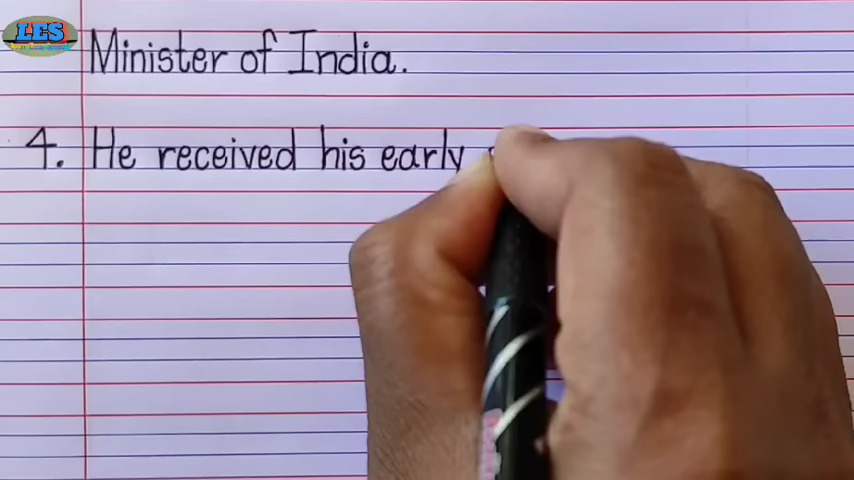 LES
Minister of India.
4. He received his early